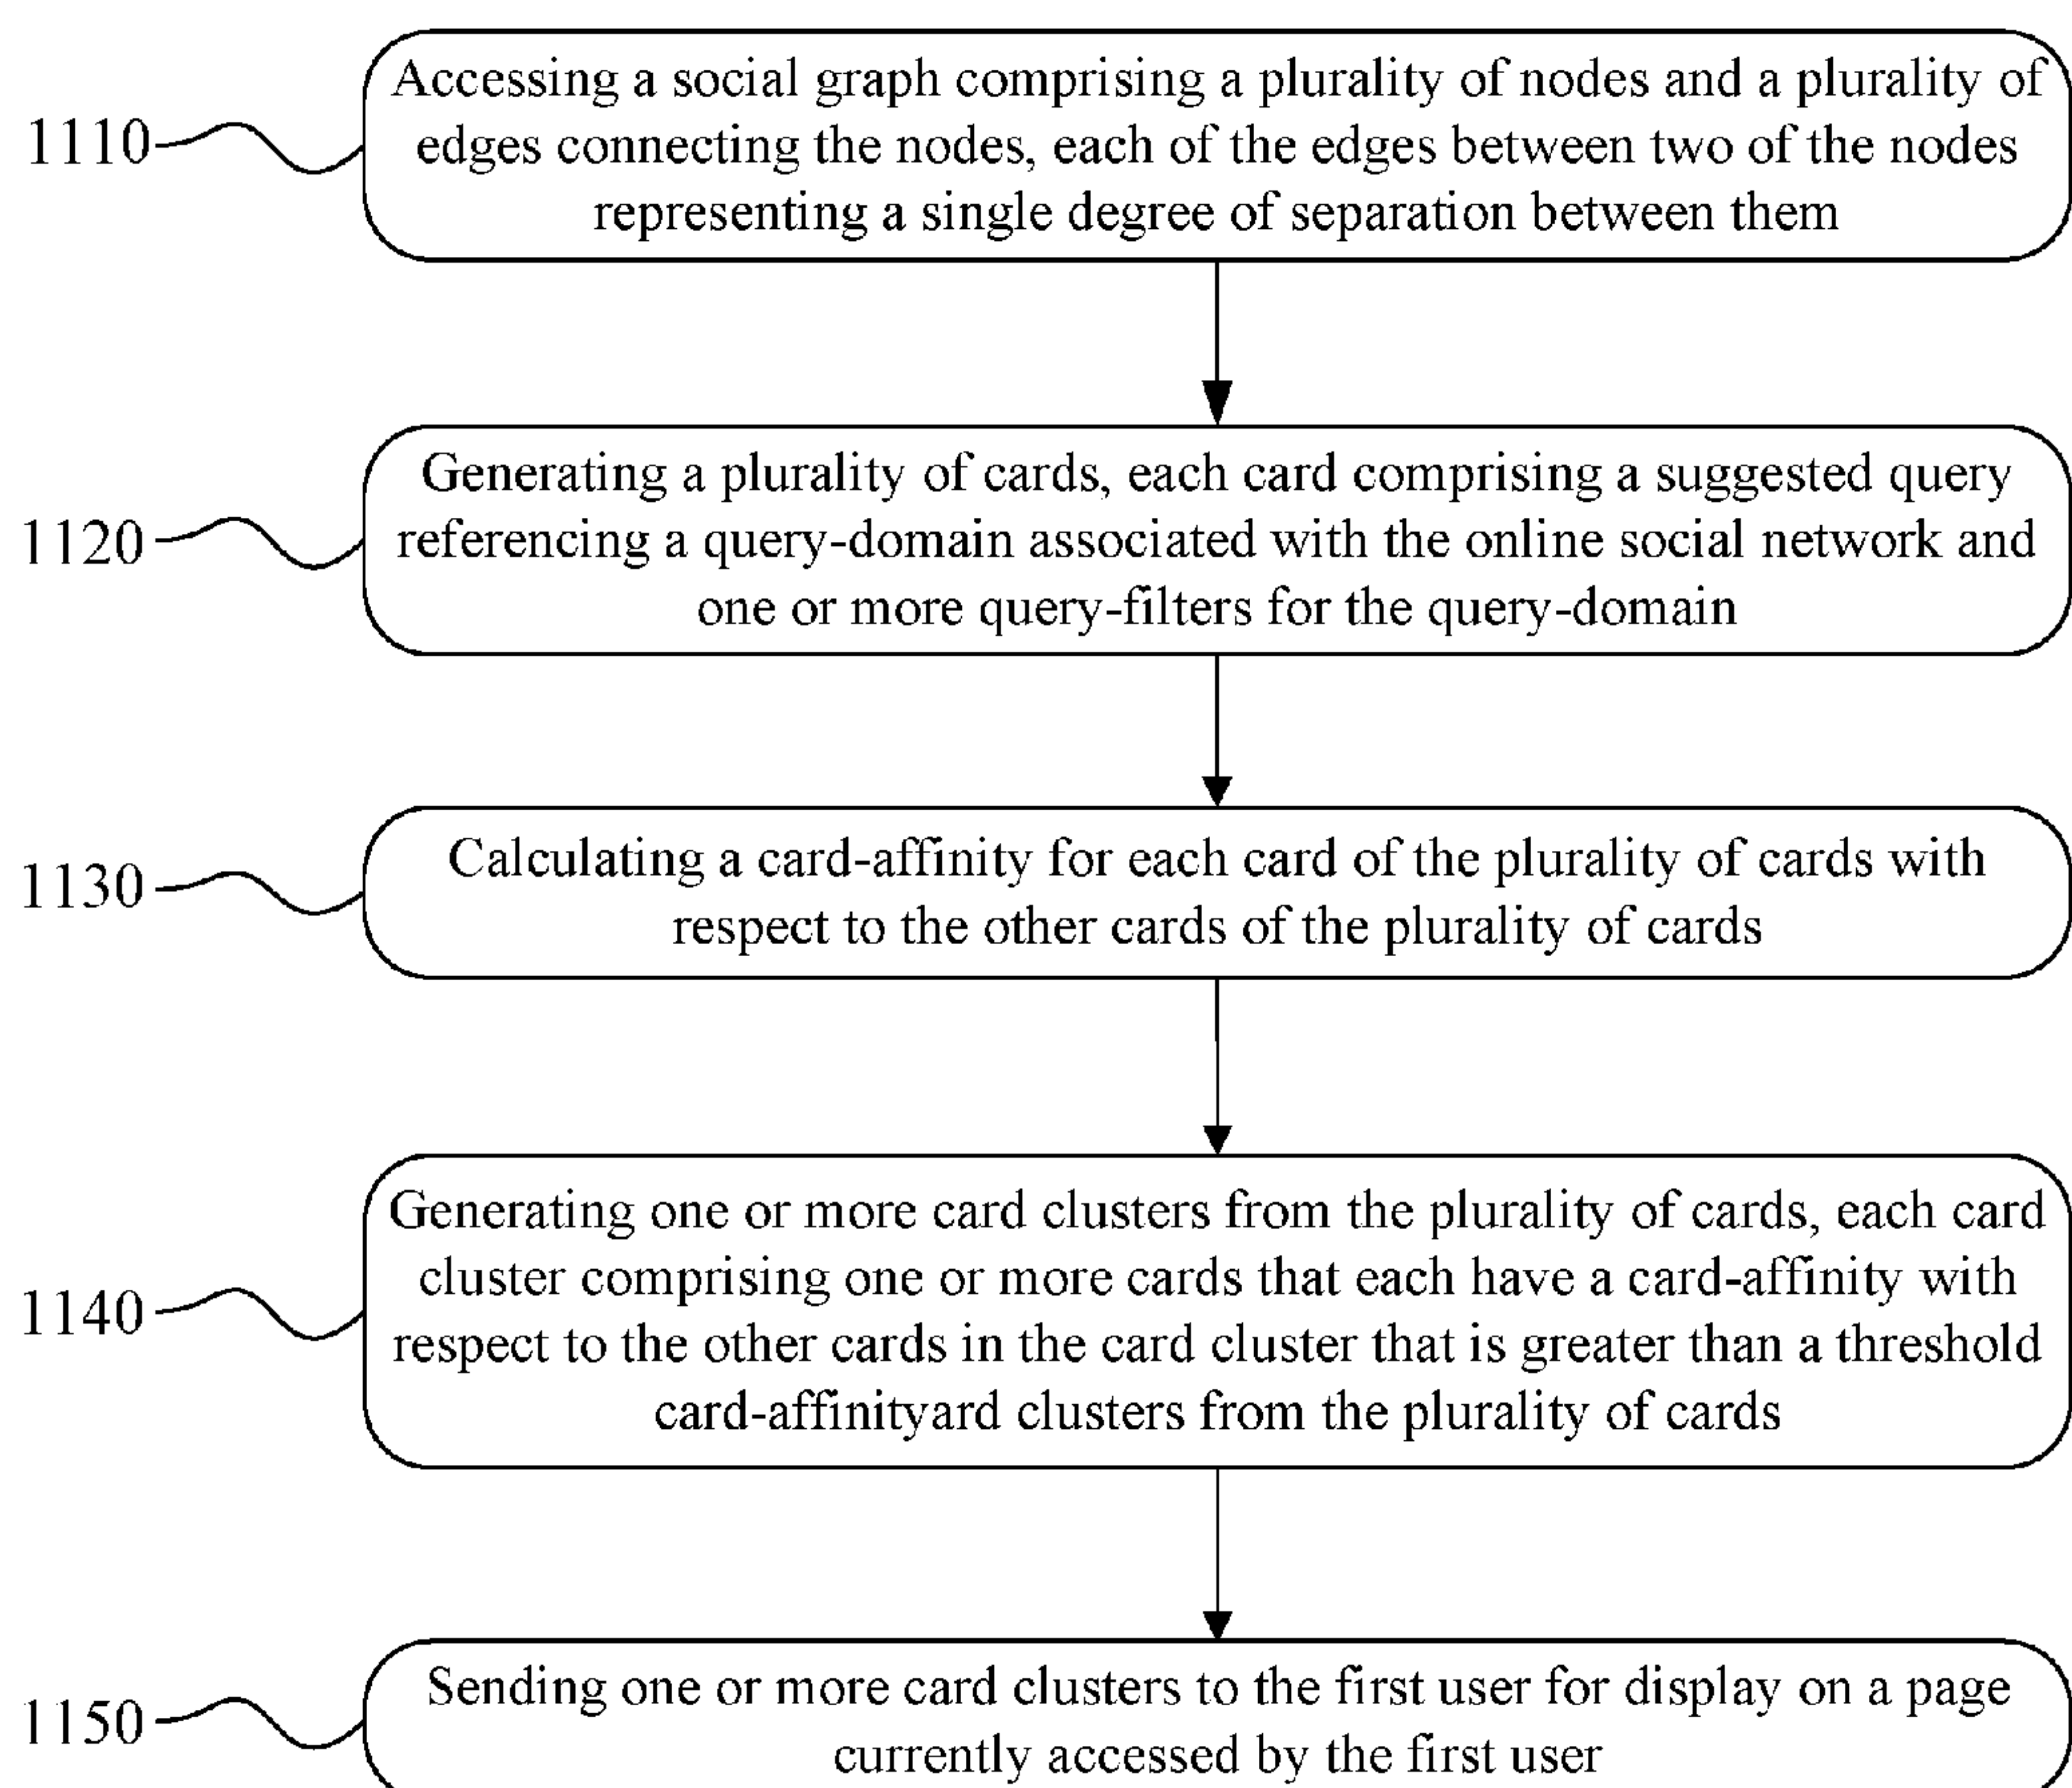 Accessing a social graph comprising a plurality of nodes and a plurality of
1110
edges connecting the nodes, each of the edges between two of the nodes
representing a single degree of separation between them
Generating a plurality of cards, each card comprising a suggested query
1120
referencing a query-domain associated with the online social network and
one or more query-filters for the query-domain
1130
Calculating a card-affinity for each card of the plurality of cards with
respect to the other cards of the plurality of cards
Generating one or more card clusters from the plurality of cards, each card
cluster comprising one or more cards that each have a card-affinity with
1140
respect to the other cards in the card cluster that is greater than a threshold
card-affinityard clusters from the plurality of cards
1150
Sending one or more card clusters to the first user for display on a page
currently accessed by the first user